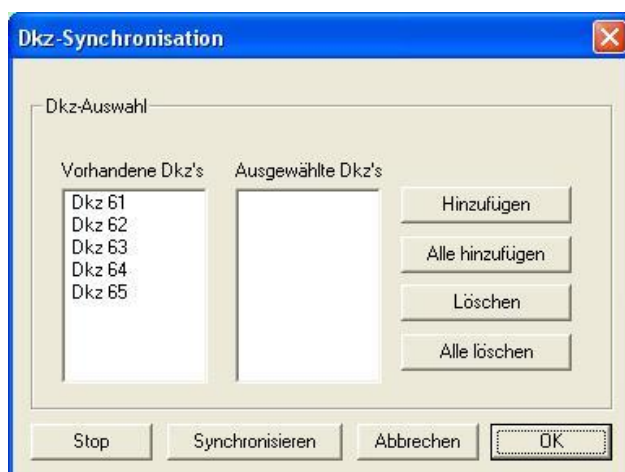 Dkz-Synchronisation
Dkz-Auswahl
Vorhandene Dkz's
Ausgewählte Dkz's
Dkz 61
Dkz 62
Dkz 63
Dkz 64
Dkz 65
Hinzufügen
Alle hinzufügen
Löschen
Alle löschen
Stop
Synchronisieren
Abbrechen
OK